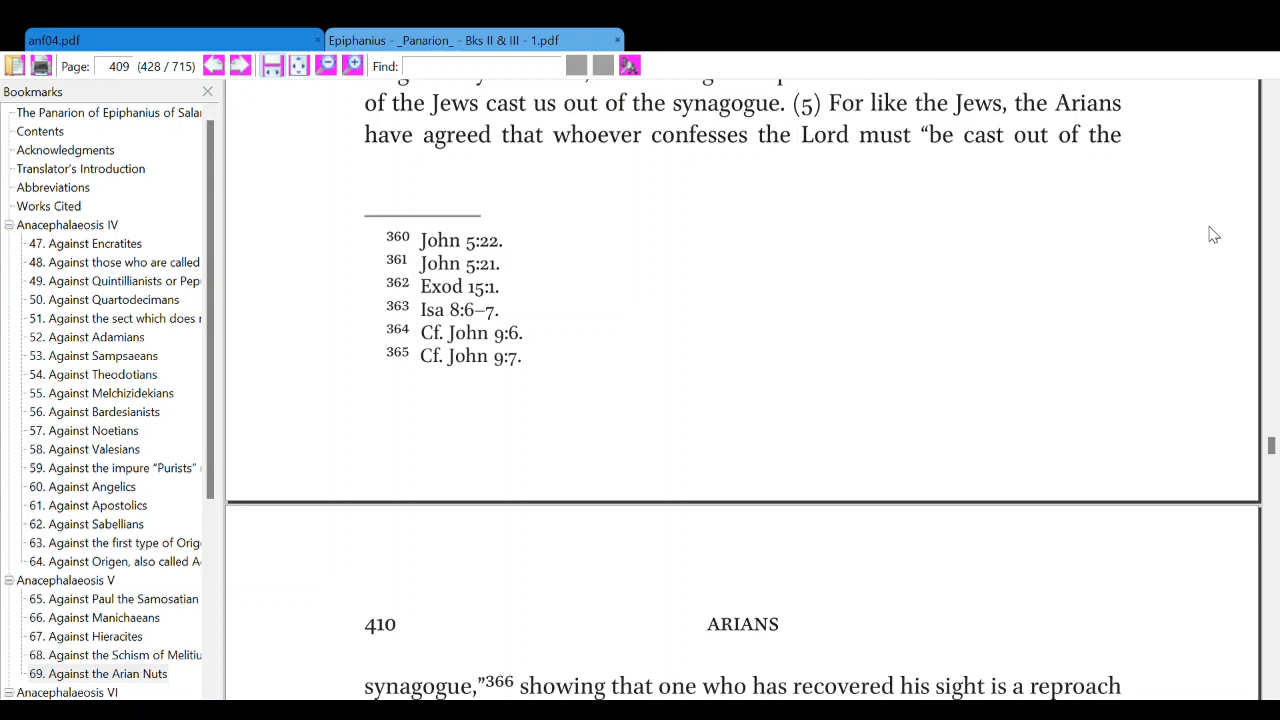 anf04.pdf × Epiphanius - _Panarion_ - Bks II & III - 1.pdf ×
Page: 409 (428 / 715) Find:
Bookmarks
The Panarion of Epiphanius of Sala
Contents
Acknowledgments
Translator's Introduction
Abbreviations
Works Cited
Anacephalaeosis IV
47. Against Encratites
48. Against those who are called
49. Against Quintillianists or Pep
50. Against Quartodecimans
51. Against the sect which does
52. Against Adamians
53. Against Sampsaeans
54. Against Theodotians
55. Against Melchizidekians
56. Against Bardesianists
57. Against Noetians
58. Against Valesians
59. Against the impure “Purists”
60. Against Angelics
61. Against Apostolics
62. Against Sabellians
63. Against the first type of Orig
64. Against Origen, also called A
Anacephalaeosis V
65. Against Paul the Samosatian
66. Against Manichaeans
67. Against Hieracites
68. Against the Schism of Melitiu
69. Against the Arian Nuts
Anacephalaeosis VI
of the Jews cast us out of the synagogue. (5) For like the Jews, the Arians
have agreed that whoever confesses the Lord must “be cast out of the
360 John 5:22.
361 John 5:21.
362 Exod 15:1.
363 Isa 8:6–7.
364 Cf. John 9:6.
365 Cf. John 9:7.
410 ARIANS
synagogue,”366 showing that one who has recovered his sight is a reproach